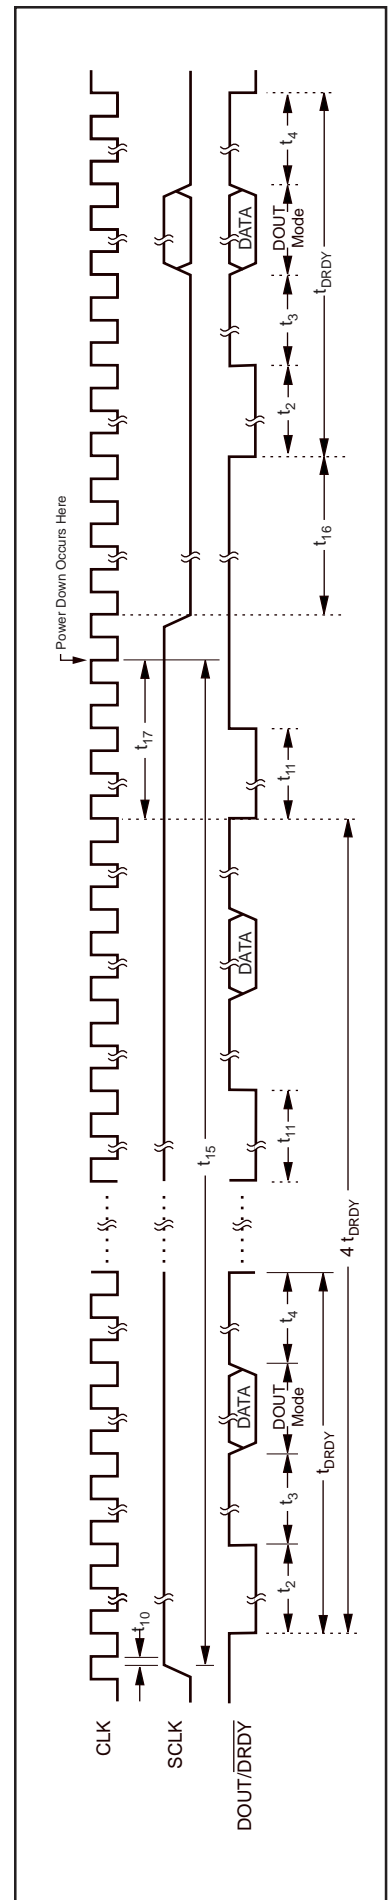 CLK
SCLK
DOUT/DRDY
Power Down Occurs Here
t10
t15
t17
t16
DATA
DATA
DATA
t2
t3
DOUT
Mode
t4
t11
t11
t2
t3
DOUT
Mode
t4
tDRDY
tDRDY
4 tDRDY